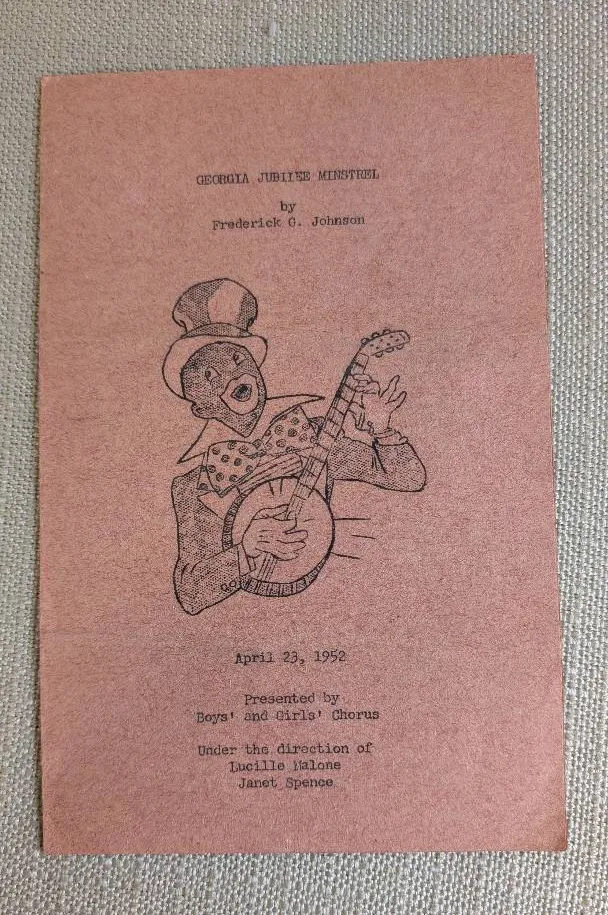 GEORGIA JUBILEE MINSTREL
by
Frederick G. Johnson
April 23, 1952
Presented by
Boys' and Girls' Chorus
Under the direction of
Lucille Malone
Janet Spence